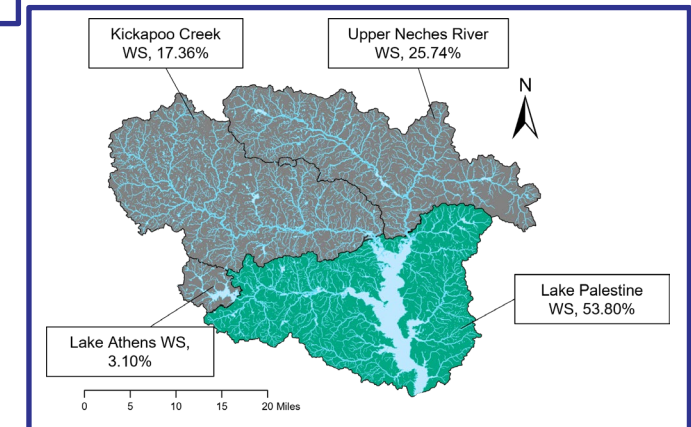 Kickapoo Creek
WS, 17.36%
Upper Neches River
WS, 25.74%
N
Lake Palestine
WS, 53.80%
Lake Athens WS,
3.10%
0 5 10 15 20 Miles